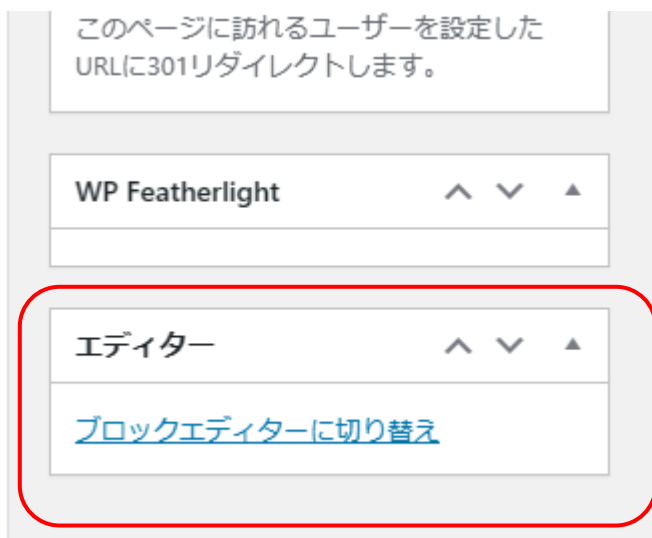 このページに訪れるユーザーを設定した
URLに301リダイレクトします。
WP Featherlight
エディター
ブロックエディターに切り替え